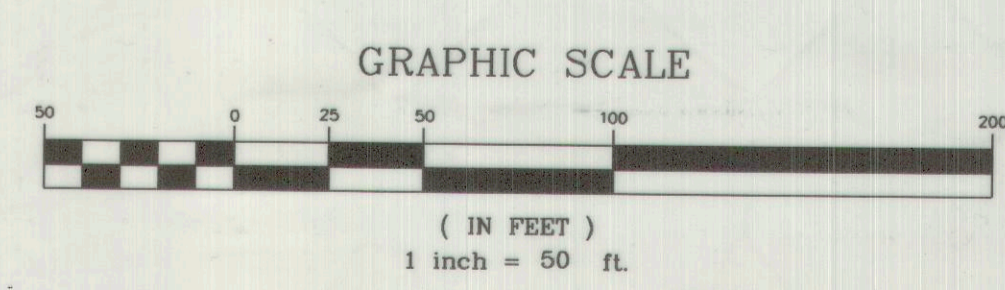 GRAPHIC SCALE
50 0 25 50 100 200
( IN FEET )
1 inch = 50 ft.